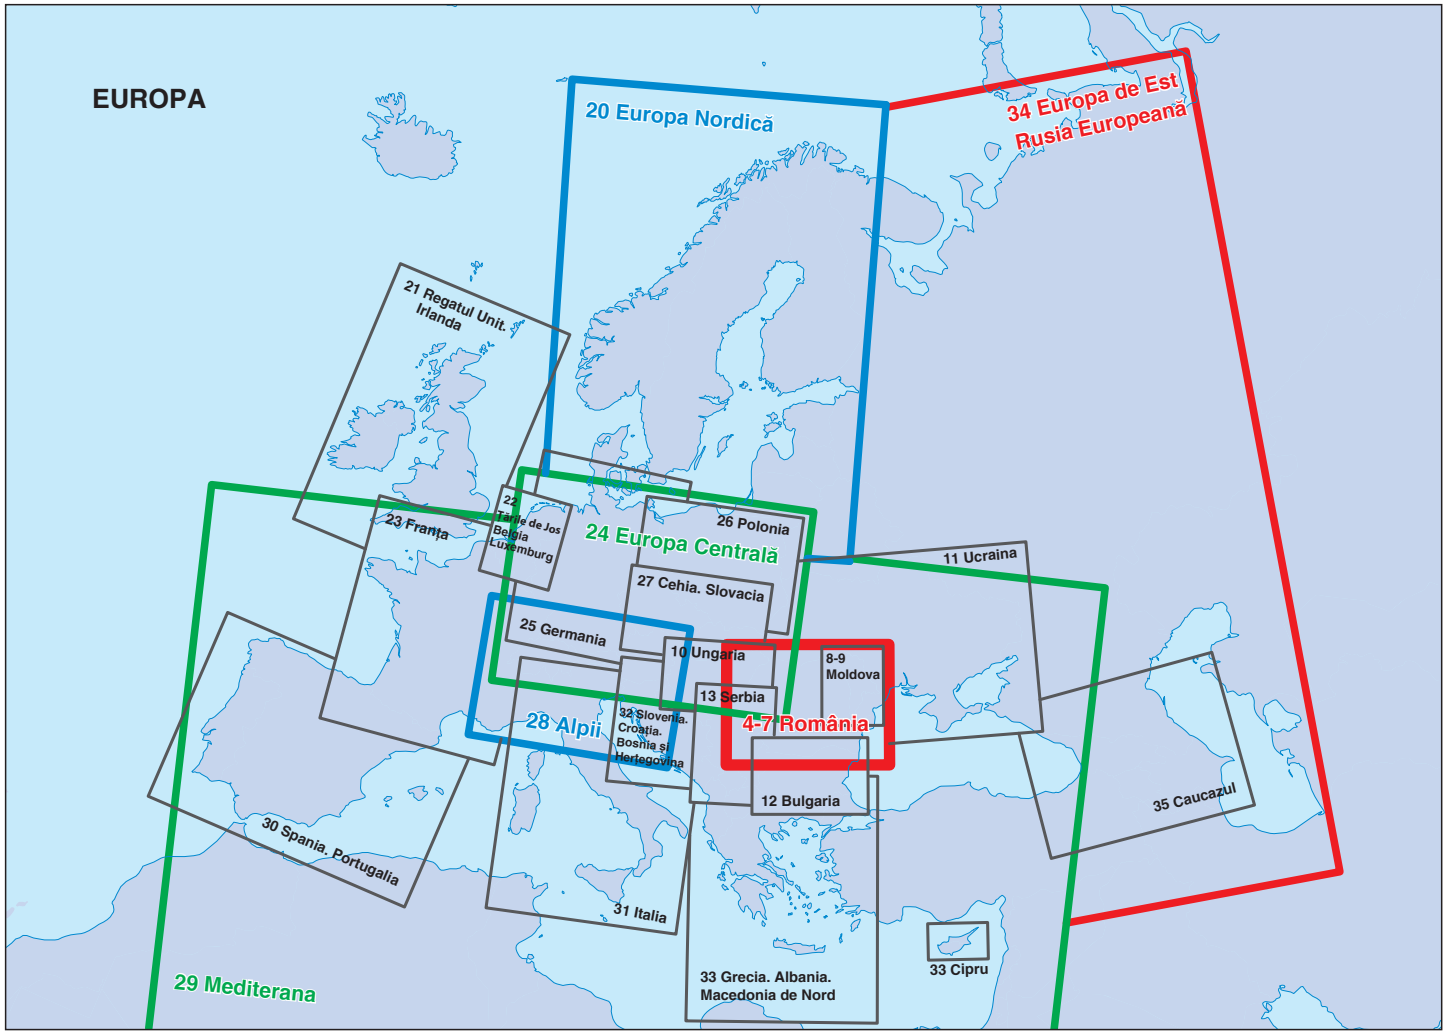 EUROPA
20 Europa Nordică
34 Europa de Est
Rusia Europeană
21 Regatul Unit.
Irlanda
22
Țările de Jos
Belgia
Luxemburg
23 Franța
24 Europa Centrală
26 Polonia
11 Ucraina
27 Cehia. Slovacia
25 Germania
10 Ungaria
8-9
Moldova
13 Serbia
4-7 România
28 Alpii
32 Slovenia.
Croația.
Bosnia și
Herțegovina
12 Bulgaria
35 Caucazul
30 Spania. Portugalia
31 Italia
33 Cipru
33 Grecia. Albania.
Macedonia de Nord
29 Mediterana